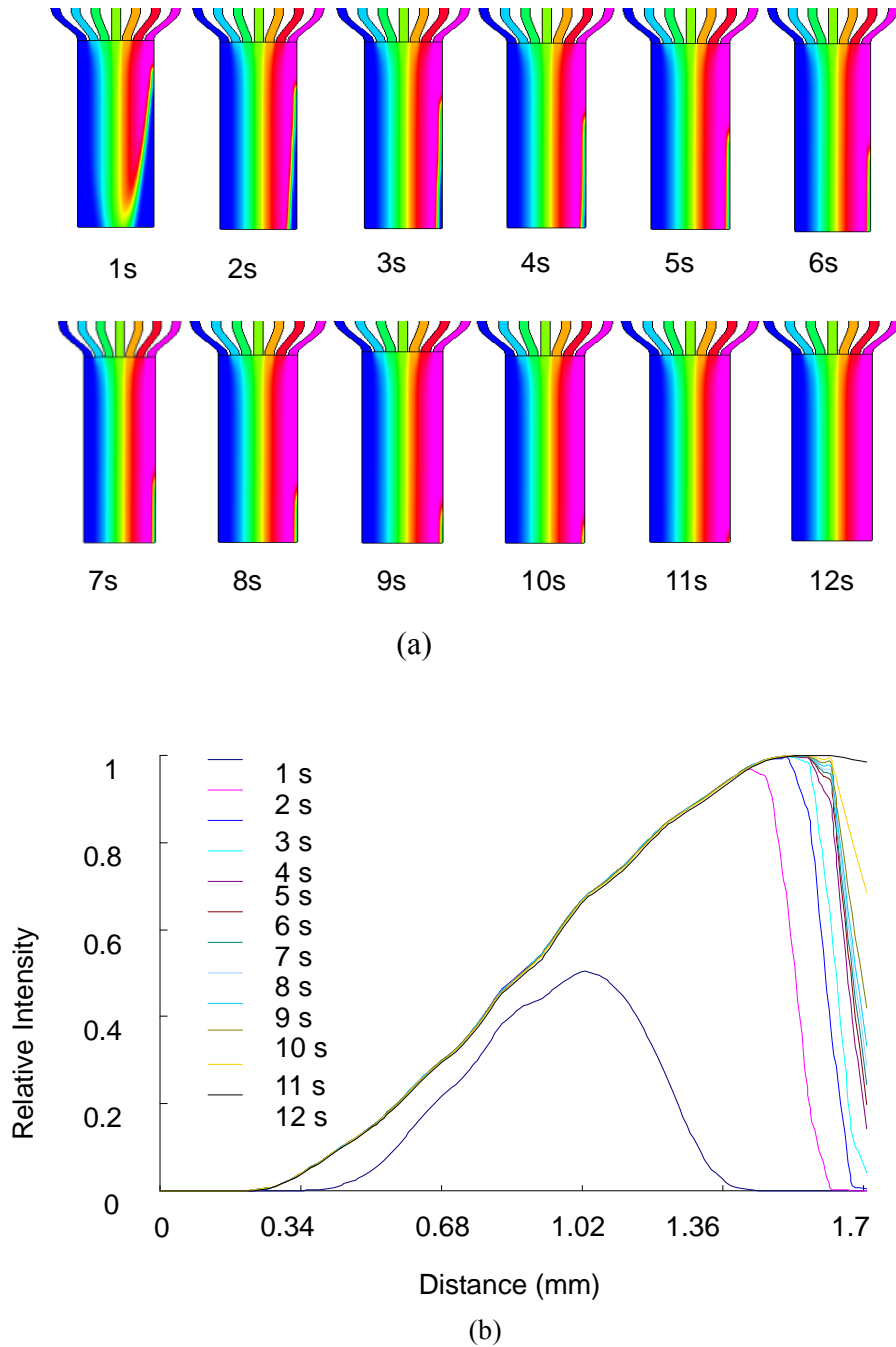 1s 2s 3s 4s 5s 6s
7s 8s 9s 10s 11s 12s
(a)
Relative Intensity
1
0.8
0.6
0.4
0.2
0
1 s
2 s
3 s
4 s
5 s
6 s
7 s
8 s
9 s
10 s
11 s
12 s
0 0.34 0.68 1.02 1.36 1.7
Distance (mm)
(b)